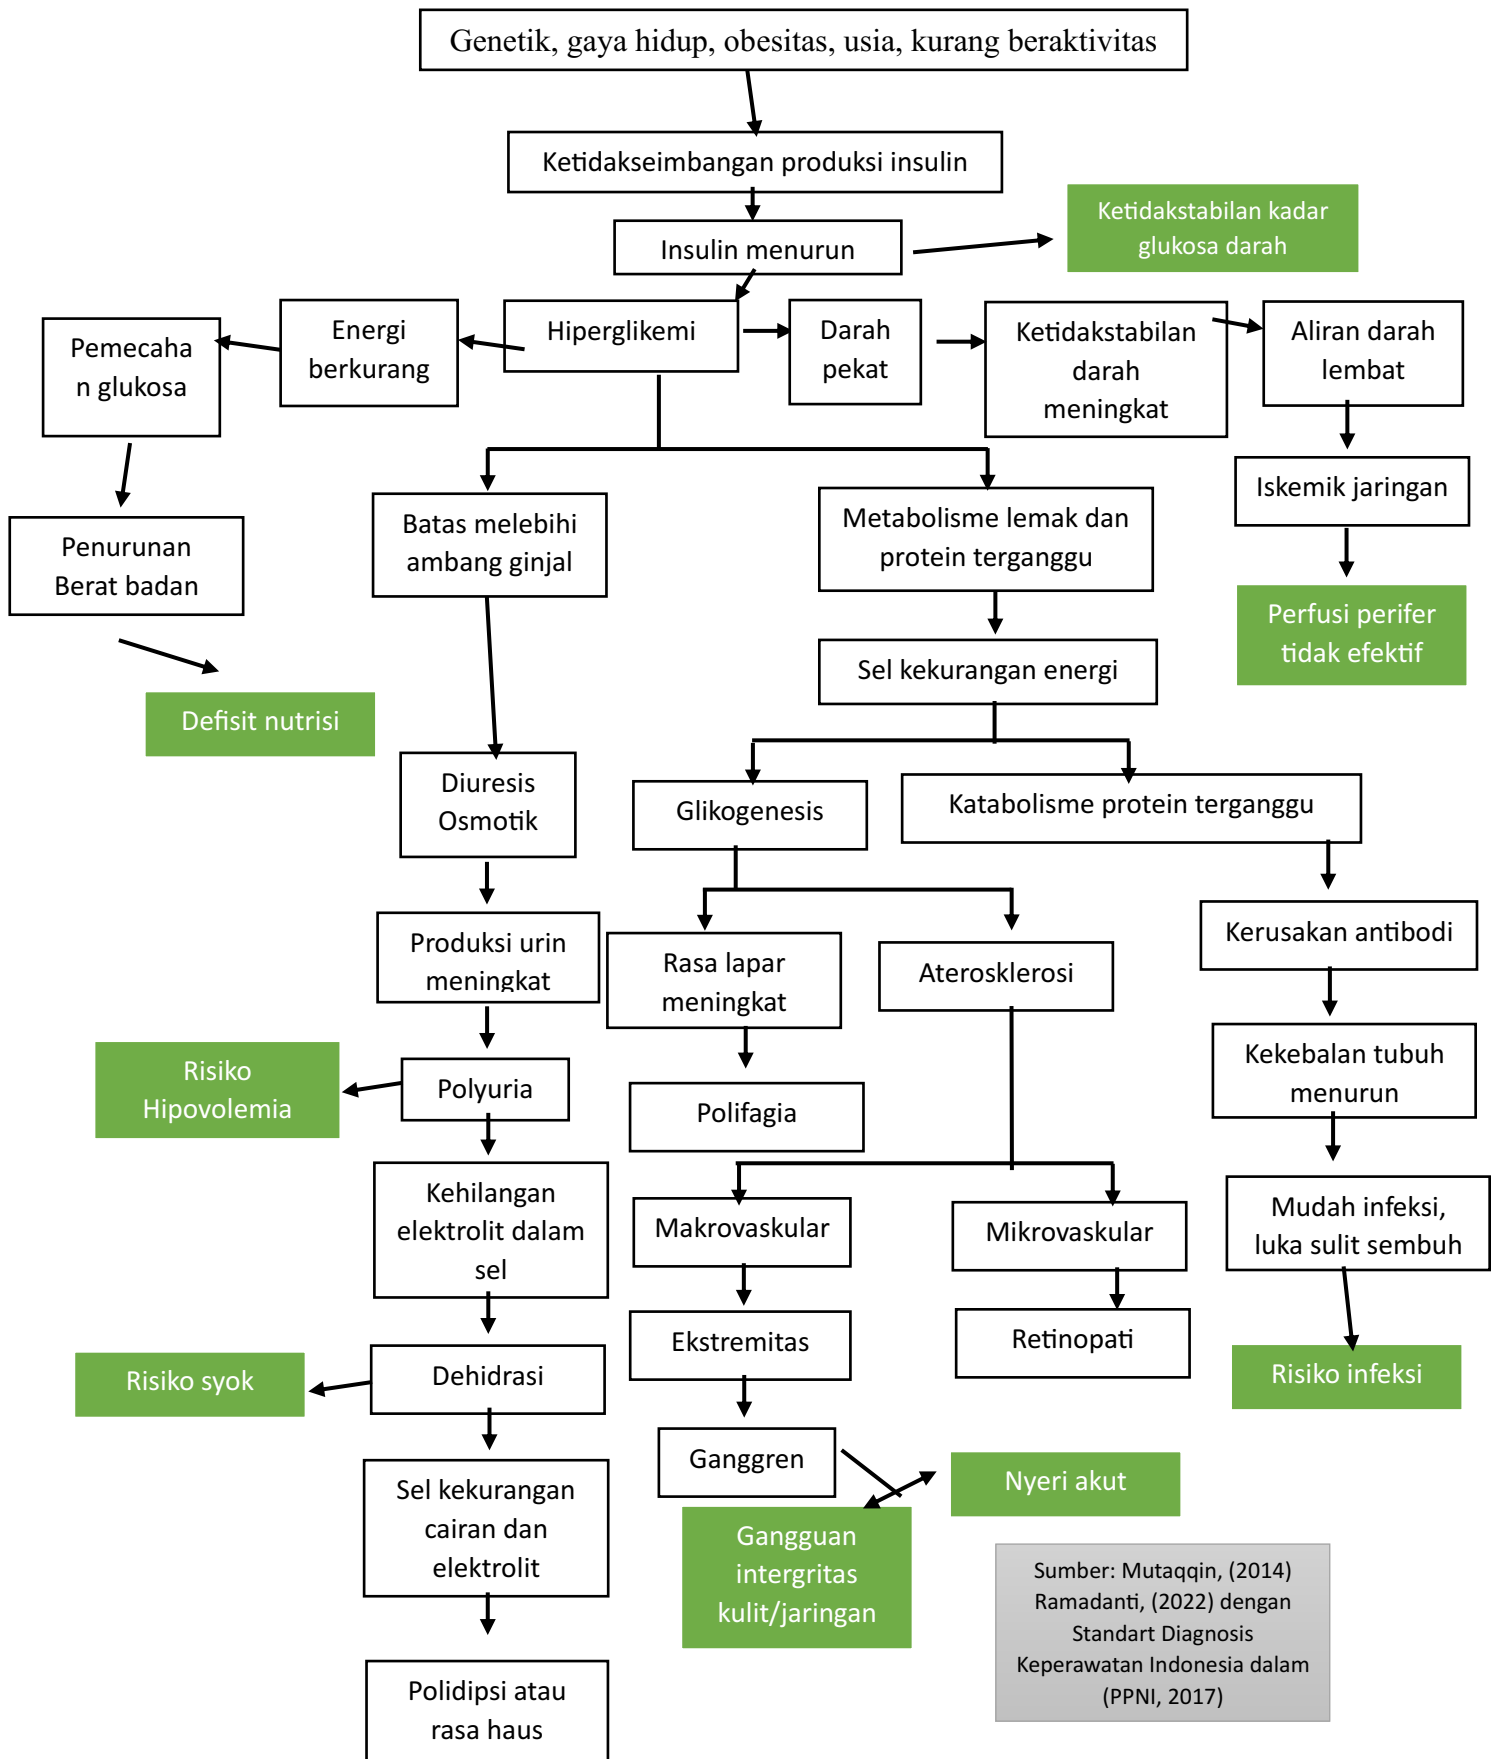 Genetik, gaya hidup, obesitas, usia, kurang beraktivitas
Ketidakseimbangan produksi insulin
Ketidakstabilan kadar
glukosa darah
Insulin menurun
Pemecaha
n glukosa
Energi
berkurang
Hiperglikemi
Darah
pekat
Ketidakstabilan
darah
meningkat
Aliran darah
lembat
Iskemik jaringan
Batas melebihi
ambang ginjal
Metabolisme lemak dan
protein terganggu
Penurunan
Berat badan
Perfusi perifer
tidak efektif
Sel kekurangan energi
Defisit nutrisi
Diuresis
Osmotik
Glikogenesis
Katabolisme protein terganggu
Produksi urin
meningkat
Rasa lapar
meningkat
Aterosklerosi
Kerusakan antibodi
Risiko
Hipovolemia
Polyuria
Polifagia
Kekebalan tubuh
menurun
Kehilangan
elektrolit dalam
sel
Makrovaskular
Mikrovaskular
Mudah infeksi,
luka sulit sembuh
Ekstremitas
Retinopati
Risiko syok
Dehidrasi
Risiko infeksi
Ganggren
Nyeri akut
Sel kekurangan
cairan dan
elektrolit
Gangguan
intergritas
kulit/jaringan
Sumber: Mutaqqin, (2014)
Ramadanti, (2022) dengan
Standart Diagnosis
Keperawatan Indonesia dalam
(PPNI, 2017)
Polidipsi atau
rasa haus